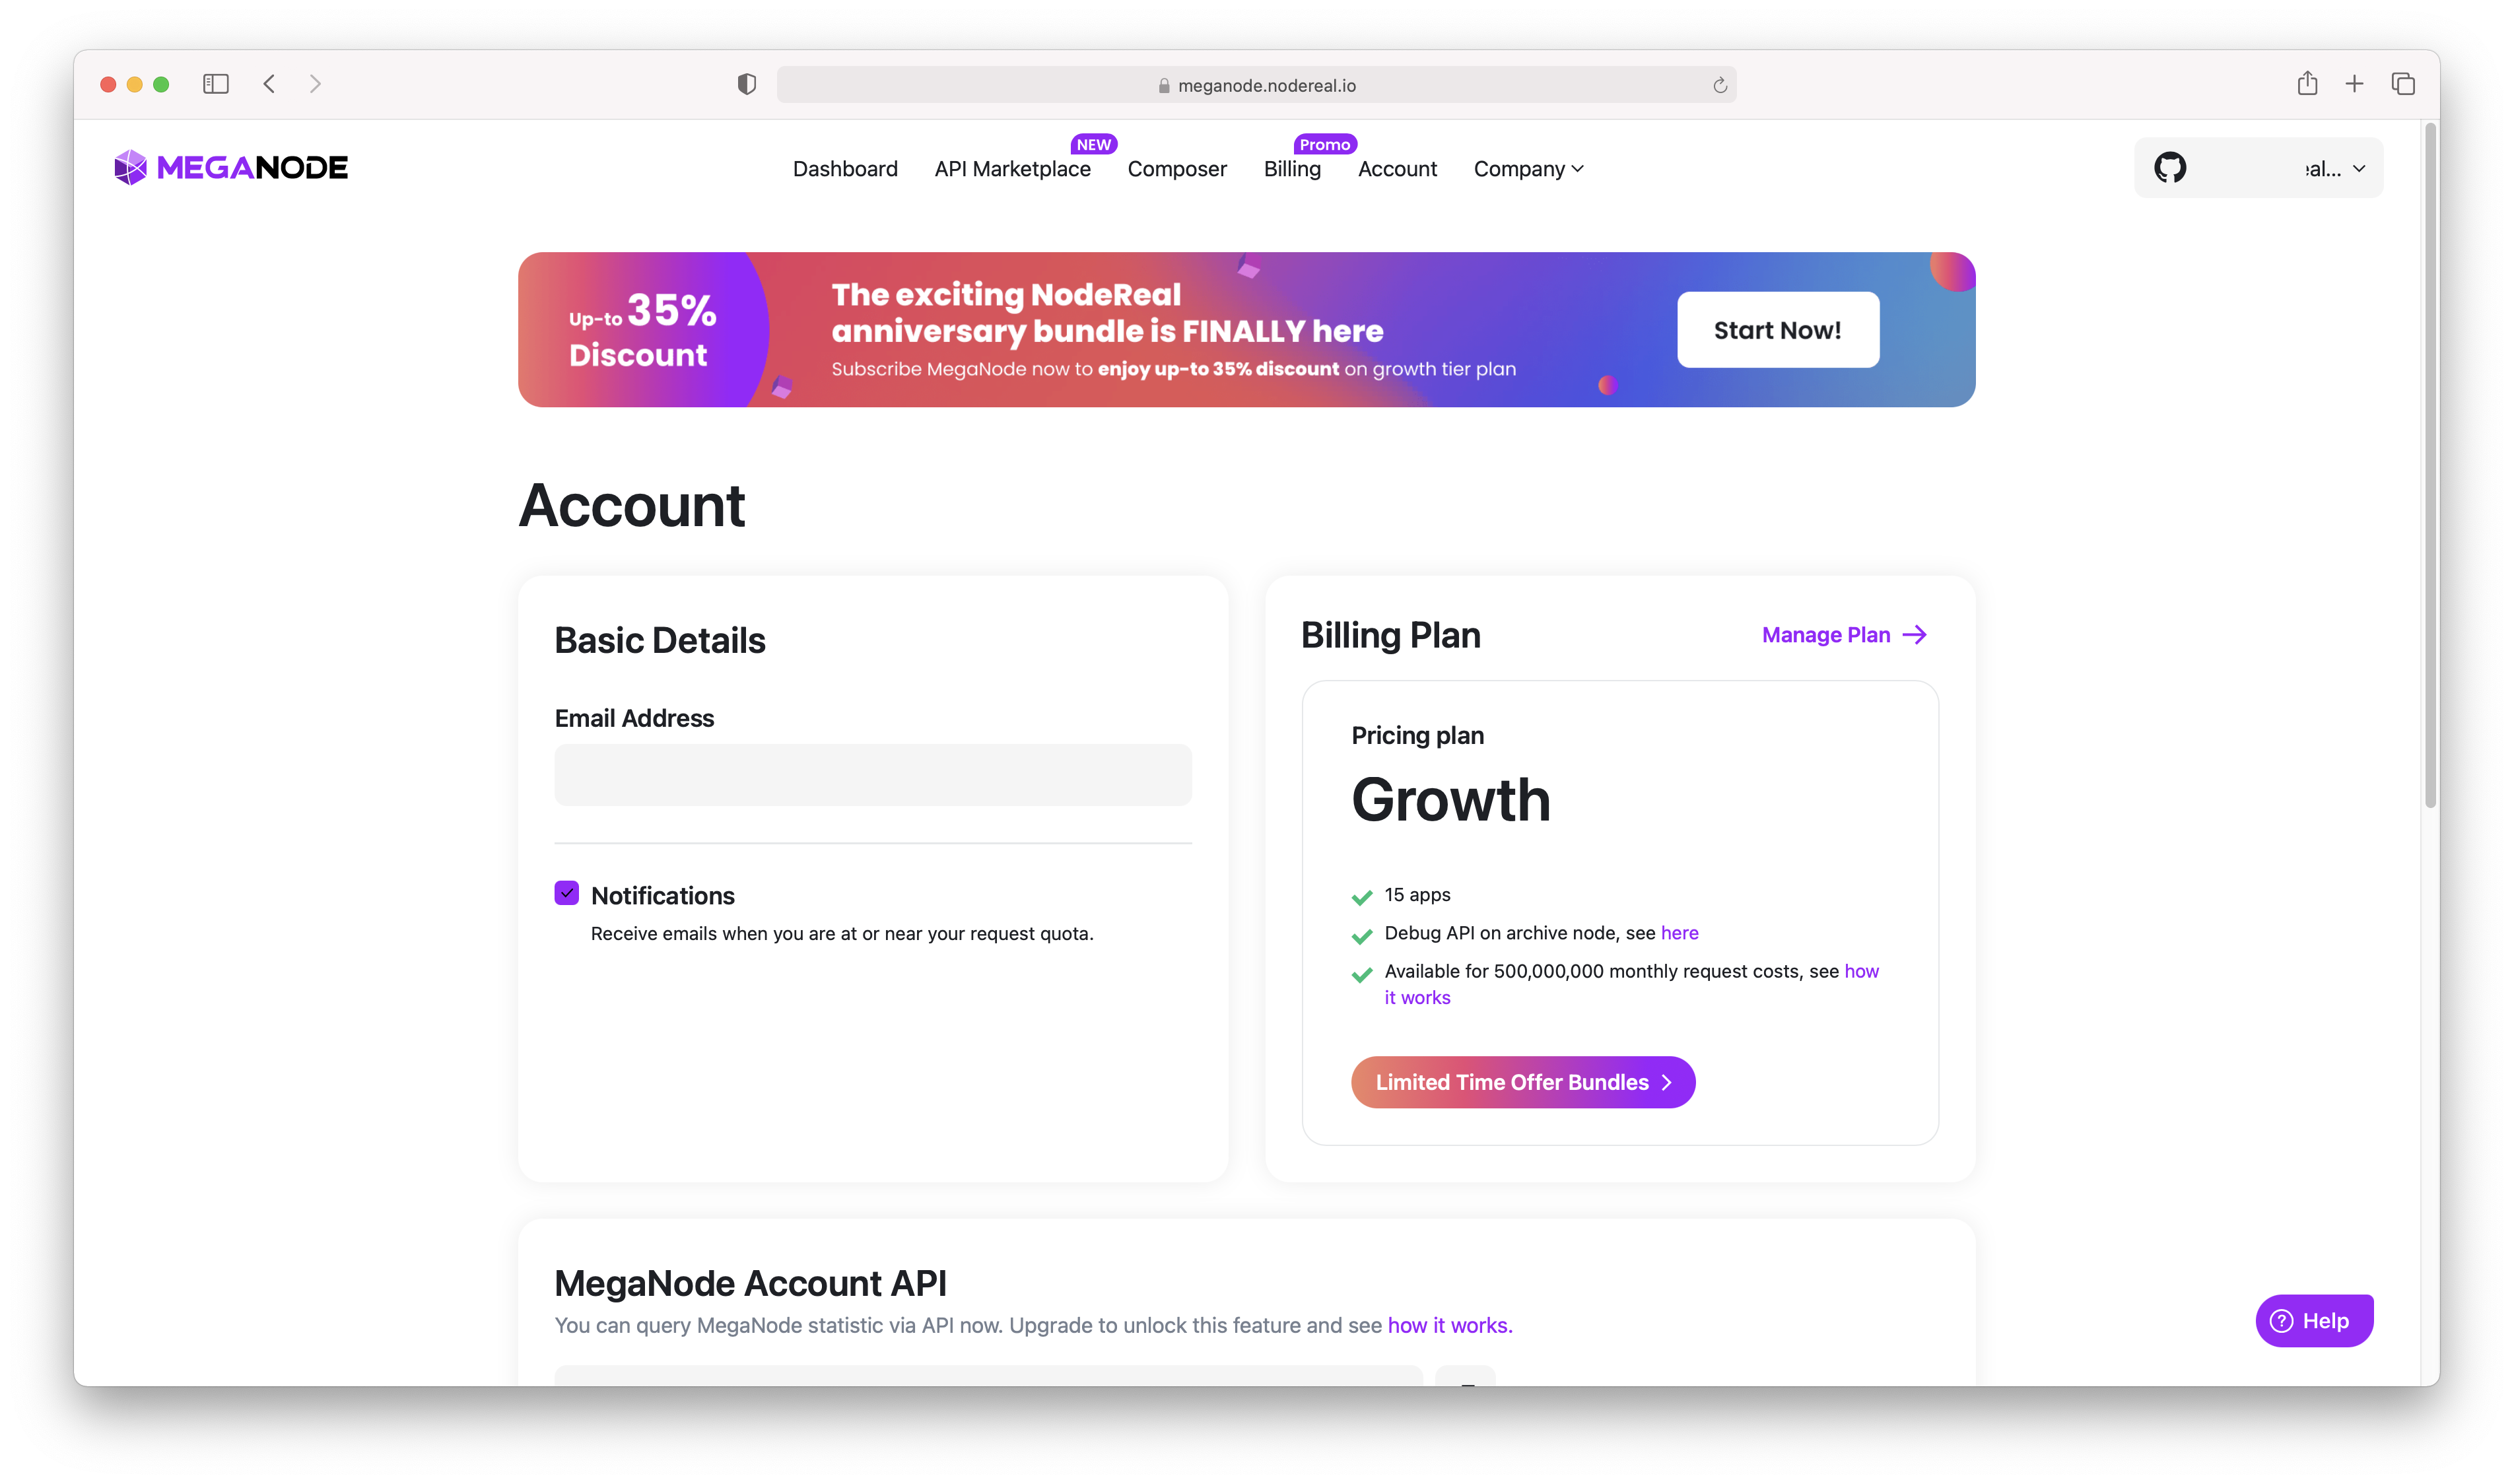 meganode.nodereal.io
MEGANODE
Dashboard
API Marketplace
NEW
Composer
Billing
Promo
Account
Company
al...
Up-to 35%
Discount
The exciting NodeReal
anniversary bundle is FINALLY here
Subscribe MegaNode now to enjoy up-to 35% discount on growth tier plan
Start Now!
Account
Basic Details
Email Address
Notifications
Receive emails when you are at or near your request quota.
Billing Plan
Manage Plan
Pricing plan
Growth
15 apps
Debug API on archive node, see here
Available for 500,000,000 monthly request costs, see how
it works
Limited Time Offer Bundles
MegaNode Account API
You can query MegaNode statistic via API now. Upgrade to unlock this feature and see how it works.
Help